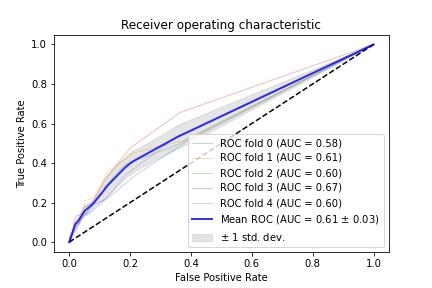 Receiver operating characteristic
True Positive Rate
1.0
0.8
0.6
0.4
0.2
0.0
ROC fold 0 (AUC = 0.58)
ROC fold 1 (AUC = 0.61)
ROC fold 2 (AUC = 0.60)
ROC fold 3 (AUC = 0.67)
ROC fold 4 (AUC = 0.60)
Mean ROC (AUC = 0.61 ± 0.03)
± 1 std. dev.
0.0 0.2 0.4 0.6 0.8 1.0
False Positive Rate